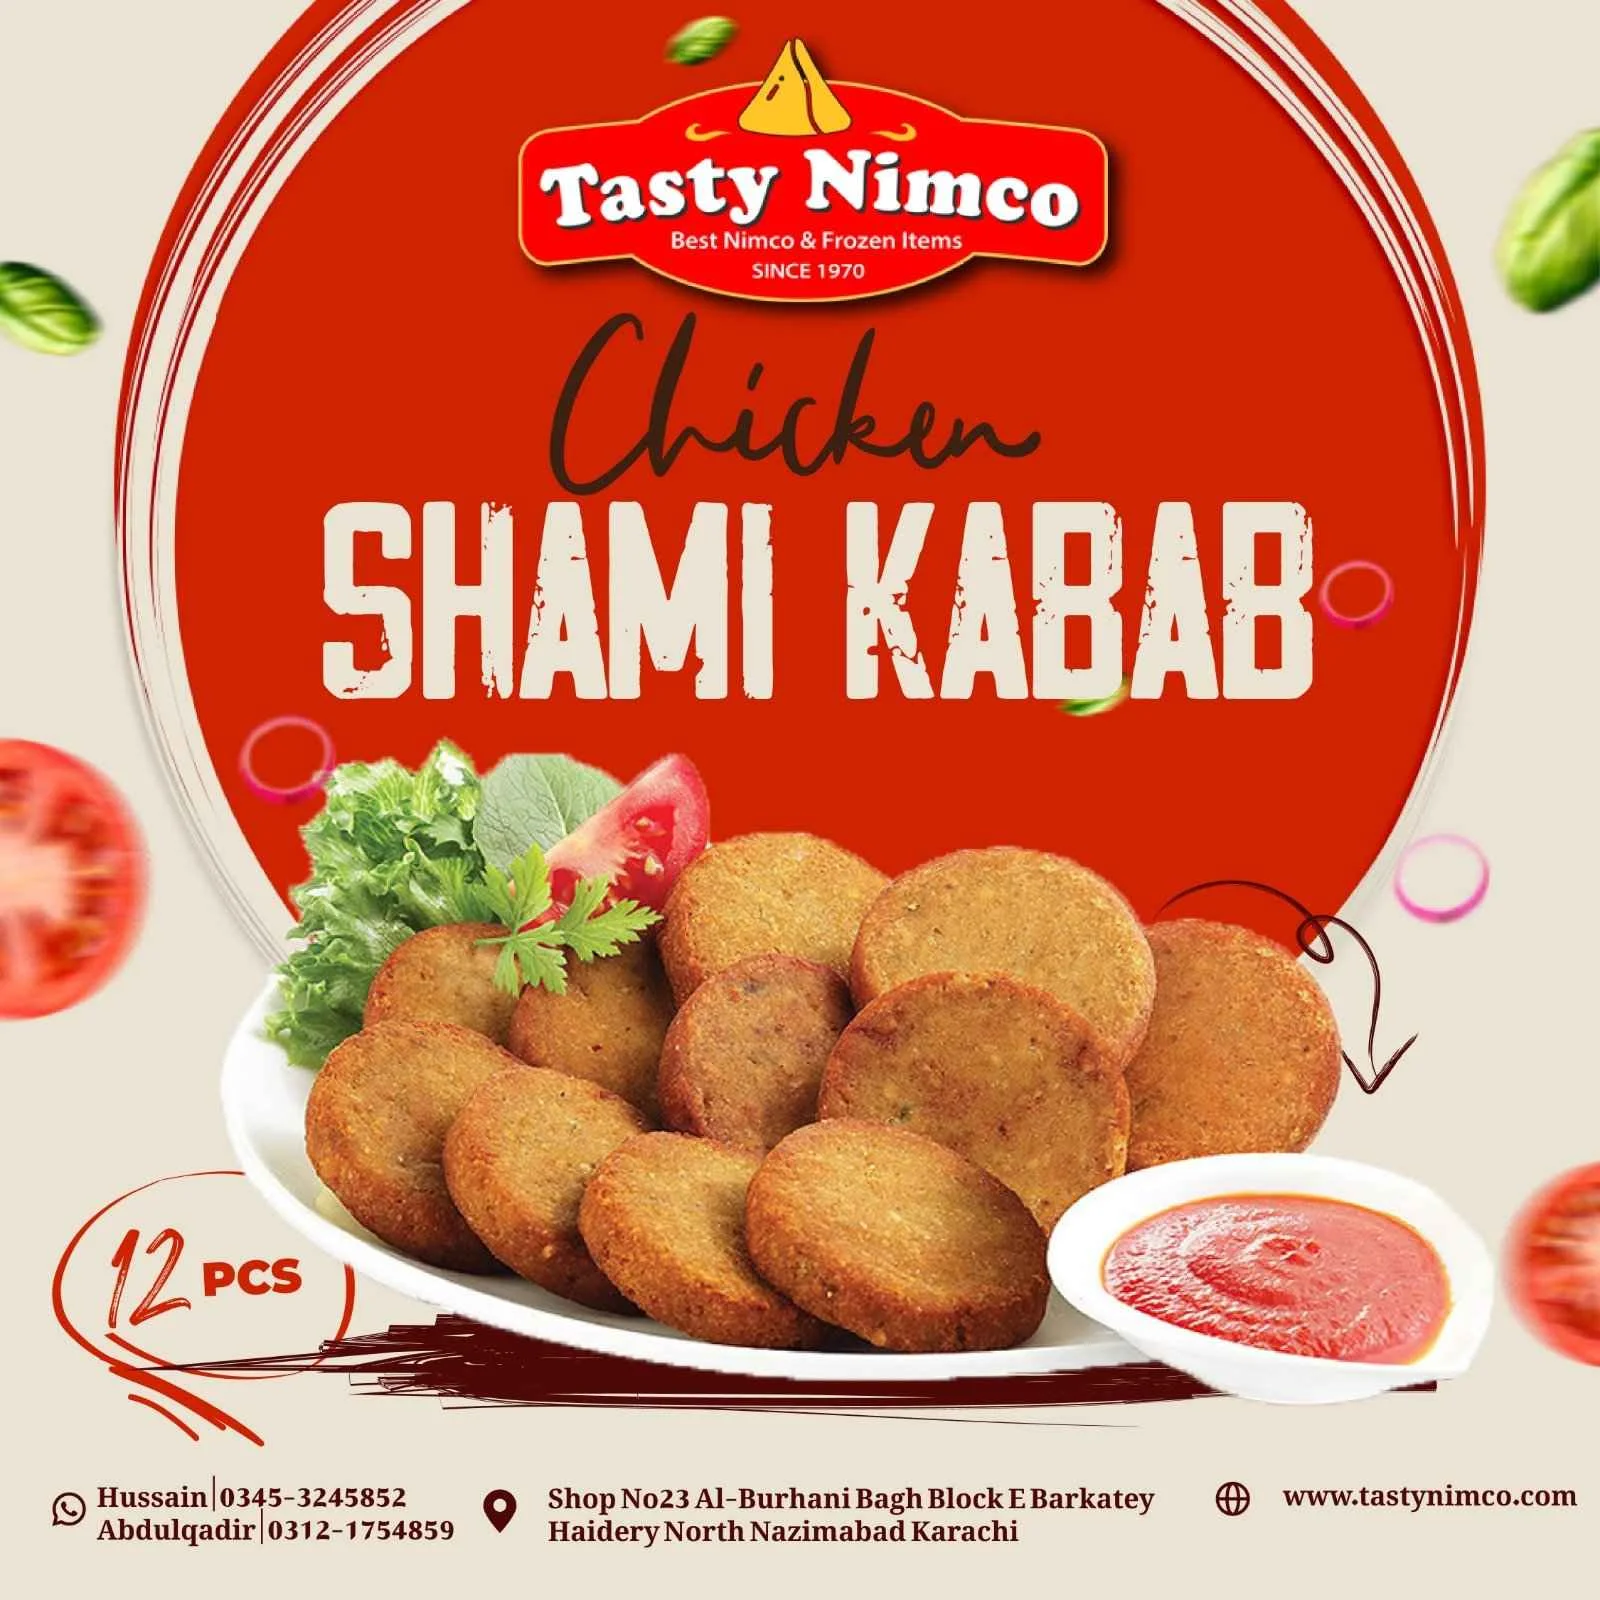 Tasty Nimco
Best Nimco & Frozen Items
SINCE 1970
Chicken
SHAMI KABAB
12 PCS
Hussain|0345-3245852
Abdulqadir|0312-1754859
Shop No23 Al-Burhani Bagh Block E Barkatey
Haidery North Nazimabad Karachi
www.tastynimco.com